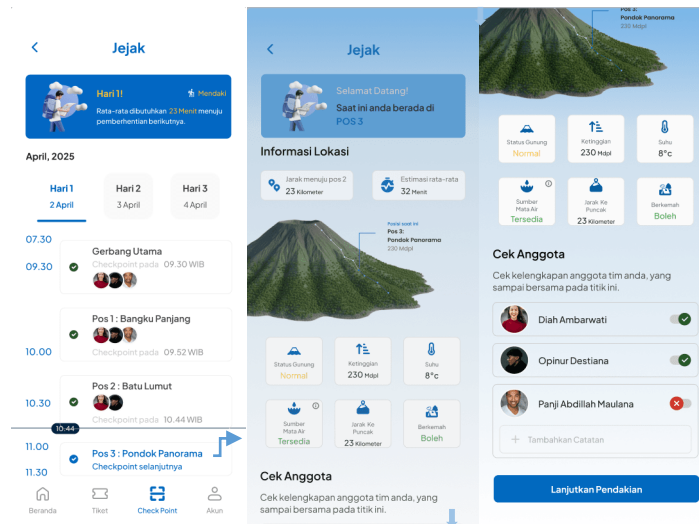 Jejak
Hari 1!
Mendaki
Rata-rata dibutuhkan 23 Menit menuju
pemberhentian berikutnya.
April, 2025
Hari 1
2 April
Hari 2
3 April
Hari 3
4 April
07.30
09.30
Gerbang Utama
Checkpoint pada 09.30 WIB
Pos 1 : Bangku Panjang
10.00
Checkpoint pada 09.52 WIB
Pos 2 : Batu Lumut
10.30
Checkpoint pada 10.44 WIB
10:44
11.00
Pos 3 : Pondok Panorama
Checkpoint selanjutnya
11.30
Beranda
Tiket
Check Point
Akun
Jejak
Selamat Datang!
Saat ini anda berada di
POS 3
Informasi Lokasi
Jarak menuju pos 2
23 Kilometer
Estimasi rata-rata
32 Menit
Posisi saat ini
Pos 3:
Pondok Panorama
230 Mdpl
Status Gunung
Normal
Ketinggian
230 Mdpl
Suhu
8°c
Sumber
Mata Air
Tersedia
Jarak Ke
Puncak
23 Kilometer
Berkemah
Boleh
Cek Anggota
Cek kelengkapan anggota tim anda, yang
sampai bersama pada titik ini.
Pos 3:
Pondok Panorama
230 Mdpl
Status Gunung
Normal
Ketinggian
230 Mdpl
Suhu
8°c
Sumber
Mata Air
Tersedia
Jarak Ke
Puncak
23 Kilometer
Berkemah
Boleh
Cek Anggota
Cek kelengkapan anggota tim anda, yang
sampai bersama pada titik ini.
Diah Ambarwati
Opinur Destiana
Panji Abdillah Maulana
+ Tambahkan Catatan
Lanjutkan Pendakian